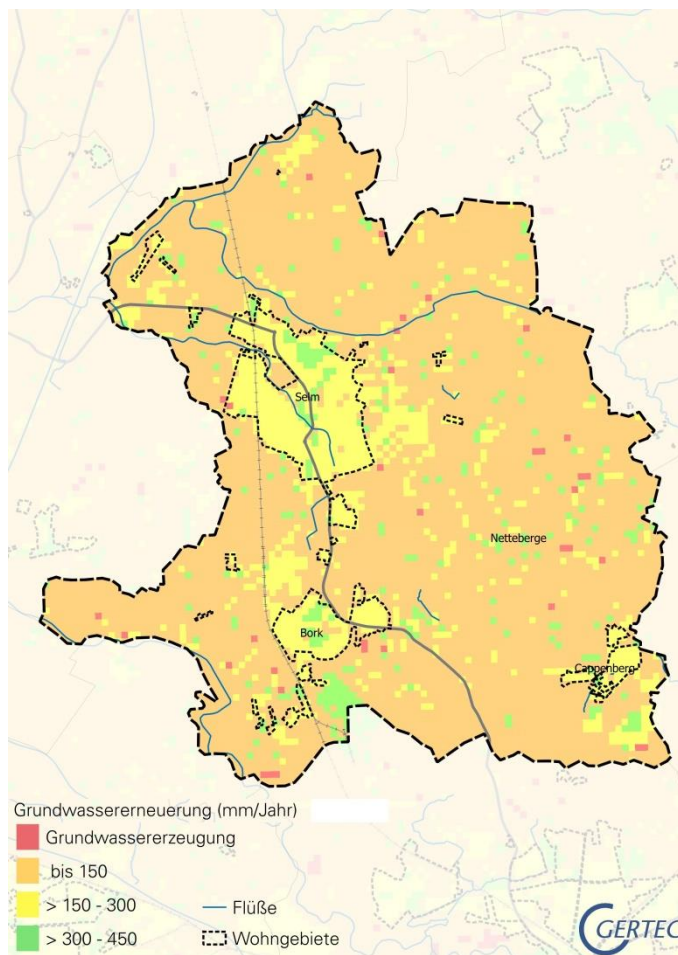 Selm
Netteberge
Bork
Cappenberg
Grundwassererneuerung (mm/Jahr)
Grundwassererzeugung
bis 150
> 150 - 300
> 300 - 450
Flüße
Wohngebiete
GERTEC